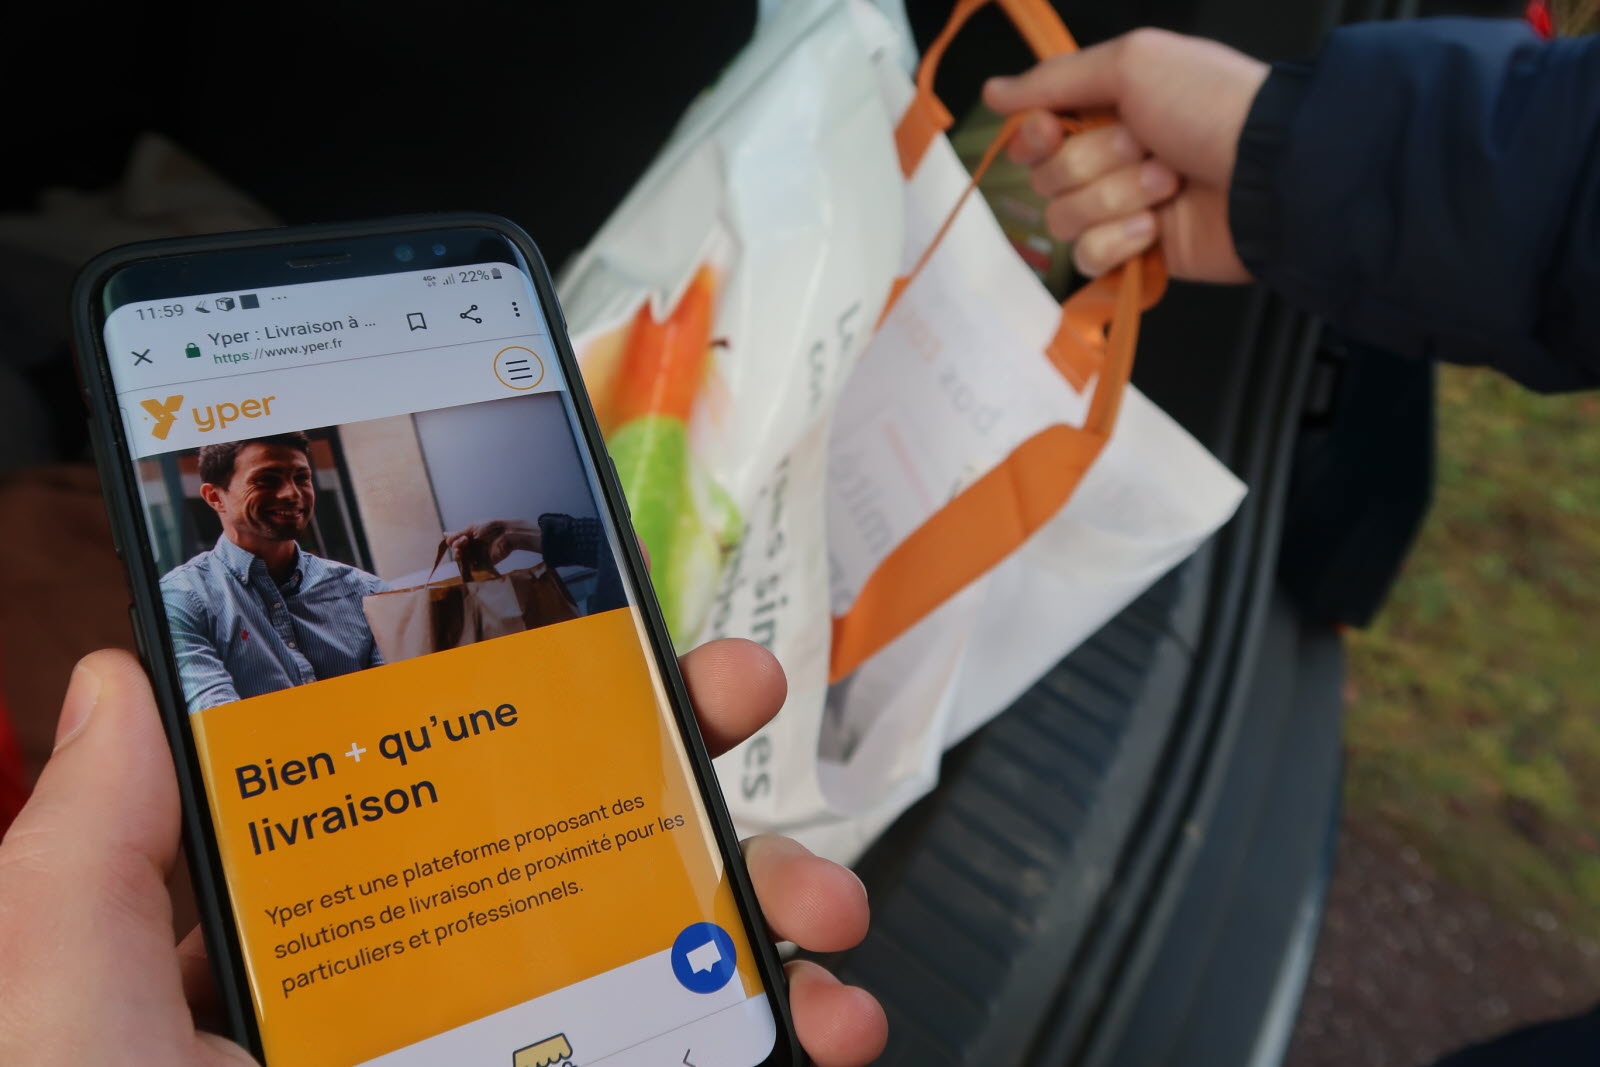 11:59
22%
Yper : Livraison à ...
https://www.yper.fr
yper
Bien + qu'une
livraison
Yper est une plateforme proposant des
solutions de livraison de proximité pour les
particuliers et professionnels.